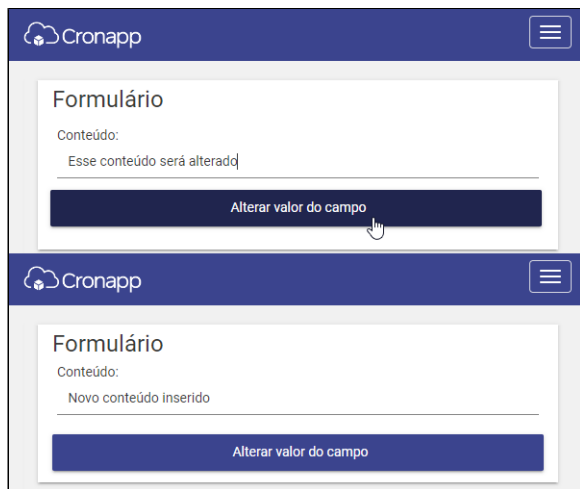 Cronapp
Formulário
Conteúdo:
Esse conteúdo será alterado
Alterar valor do campo
Cronapp
Formulário
Conteúdo:
Novo conteúdo inserido
Alterar valor do campo